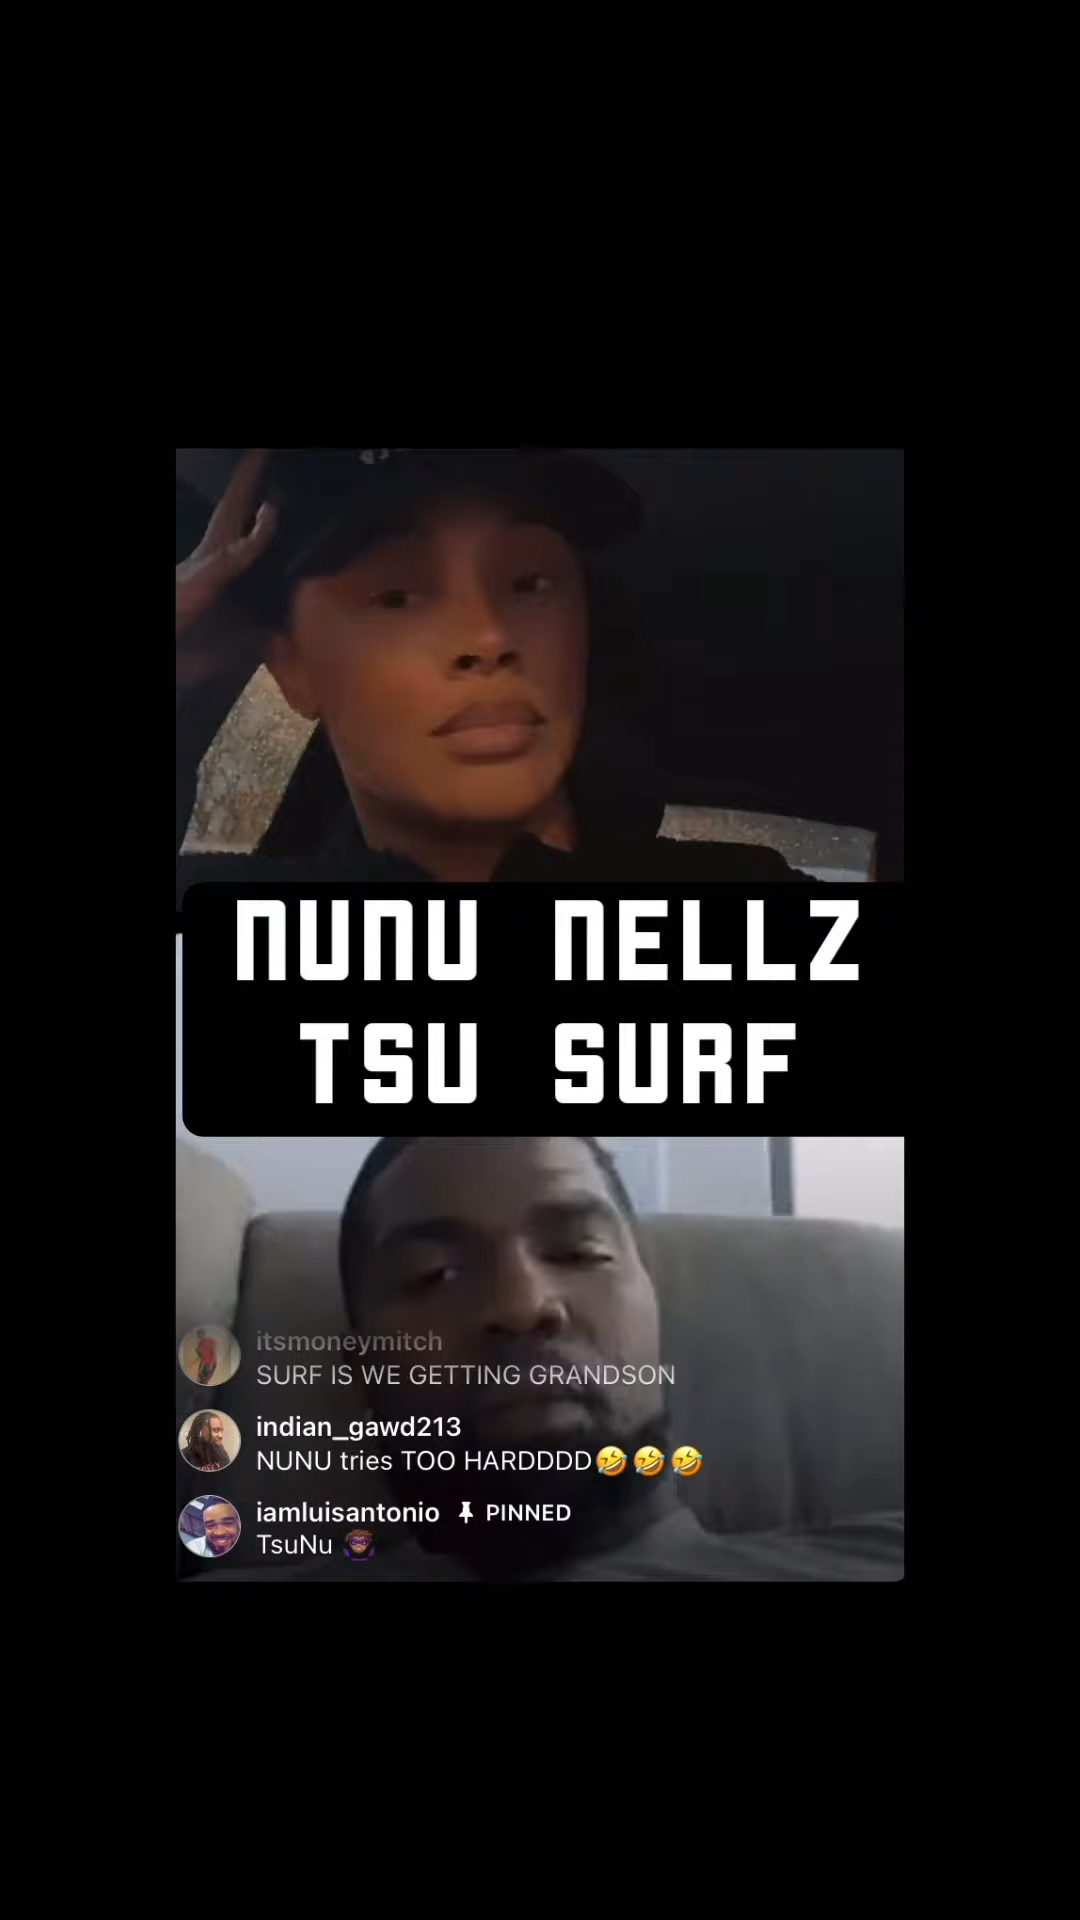 NUNU NELLZ
TSU SURF
itsmoneymitch
SURF IS WE GETTING GRANDSON
indian_gawd213
NUNU tries TOO HARDDDD🤣🤣🤣
iamluisantonio PINNED
TsuNu 🦹🏾